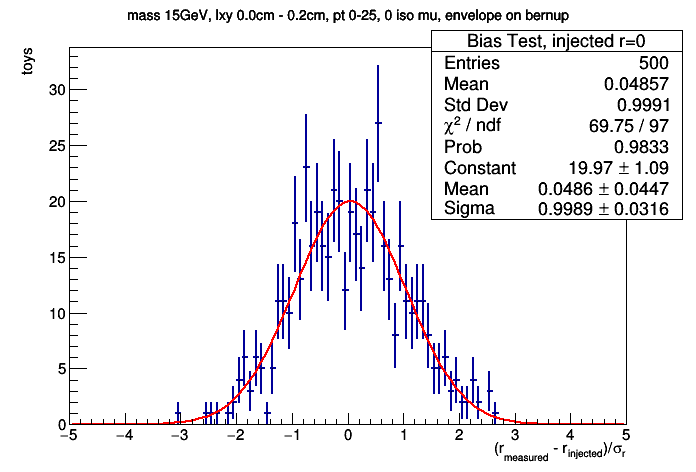 mass 15GeV, lxy 0.0cm - 0.2cm, pt 0-25, 0 iso mu, envelope on bernup
Bias Test, injected r=0
Entries 500
Mean 0.04857
Std Dev 0.9991
χ² / ndf 69.75 / 97
Prob 0.9833
Constant 19.97 ± 1.09
Mean 0.0486 ± 0.0447
Sigma 0.9989 ± 0.0316
toys
30
25
20
15
10
5
0
−5 −4 −3 −2 −1 0 1 2 3 4 5
(r_measured - r_injected)/σ_r